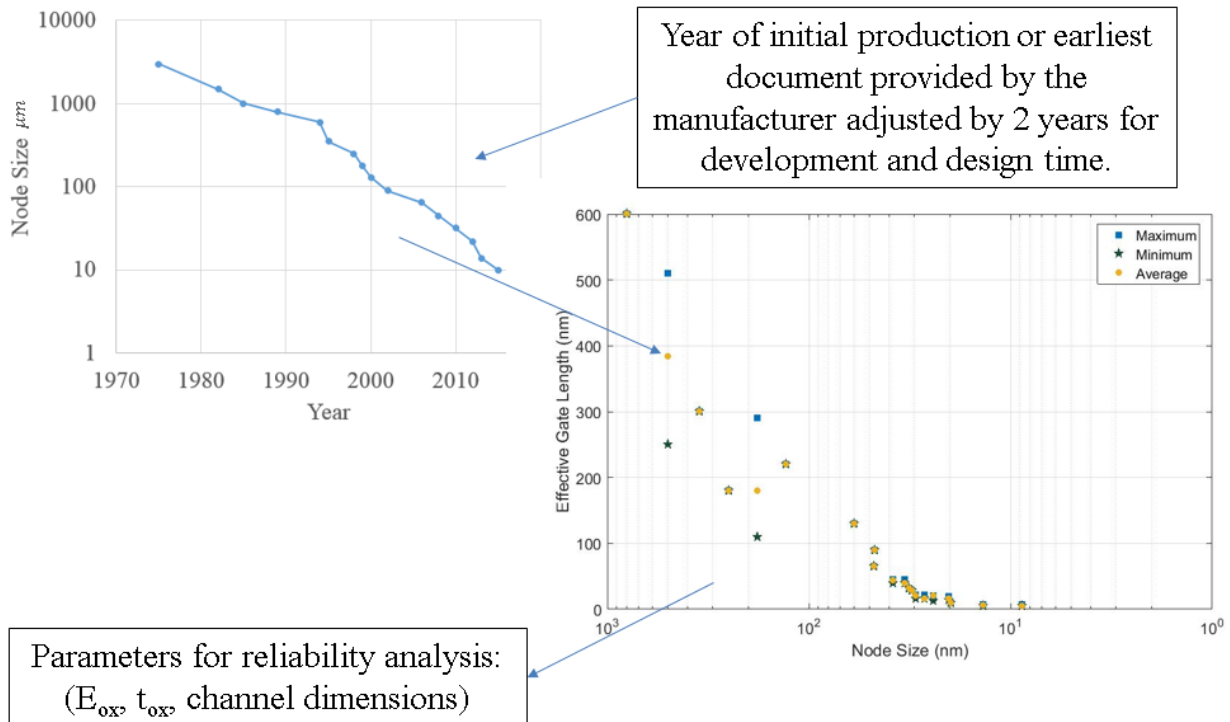 10000
1000
100
10
1
Node Size μm
1970 1980 1990 2000 2010
Year
Year of initial production or earliest
document provided by the
manufacturer adjusted by 2 years for
development and design time.
600
500
400
300
200
100
0
Effective Gate Length (nm)
Maximum
Minimum
Average
10³ 10² 10¹ 10⁰
Node Size (nm)
Parameters for reliability analysis:
(Eₒₓ, tₒₓ, channel dimensions)